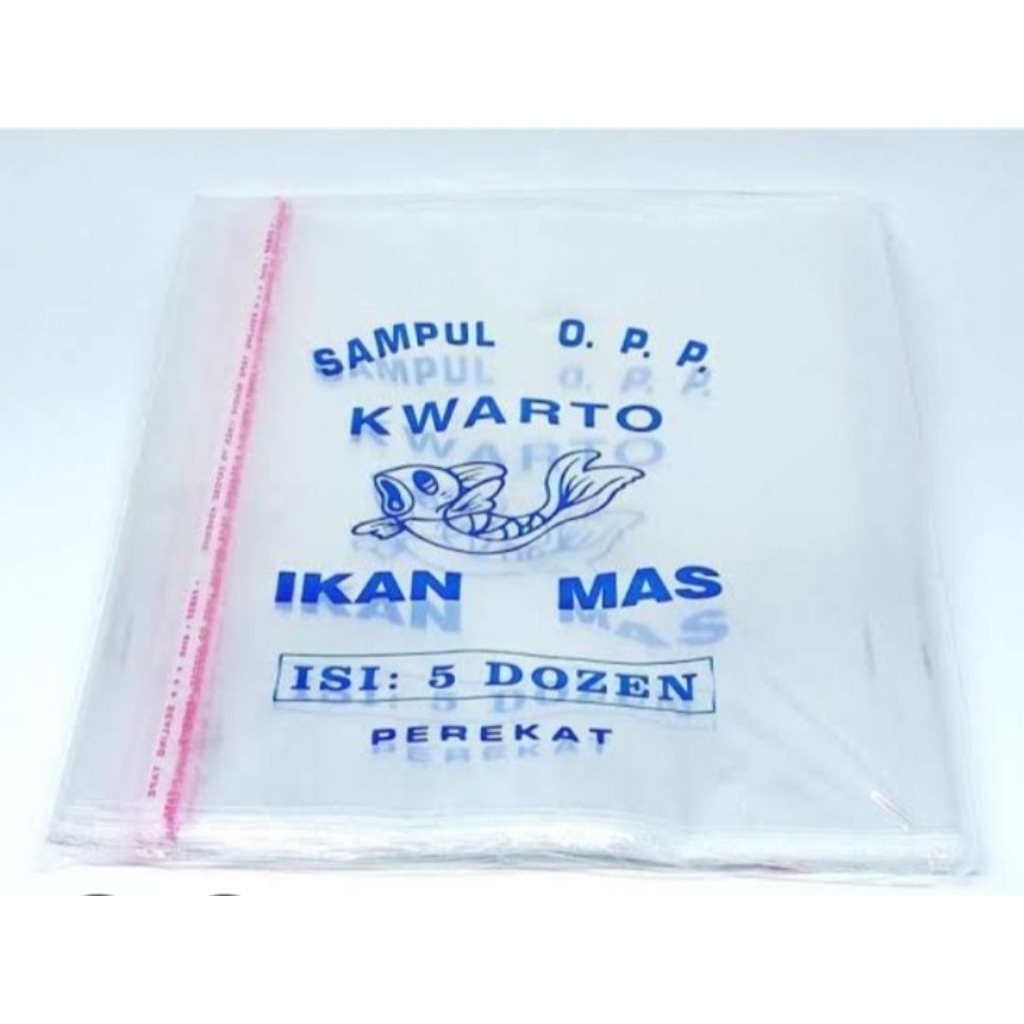 SAMPUL O. P. P.
KWARTO
IKAN MAS
ISI: 5 DOZEN
PEREKAT